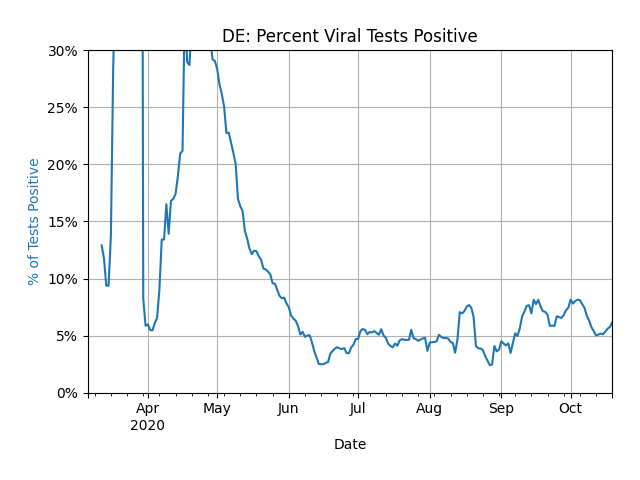 DE: Percent Viral Tests Positive
30%
25%
20%
15%
10%
5%
0%
% of Tests Positive
Apr May Jun Jul Aug Sep Oct
2020
Date